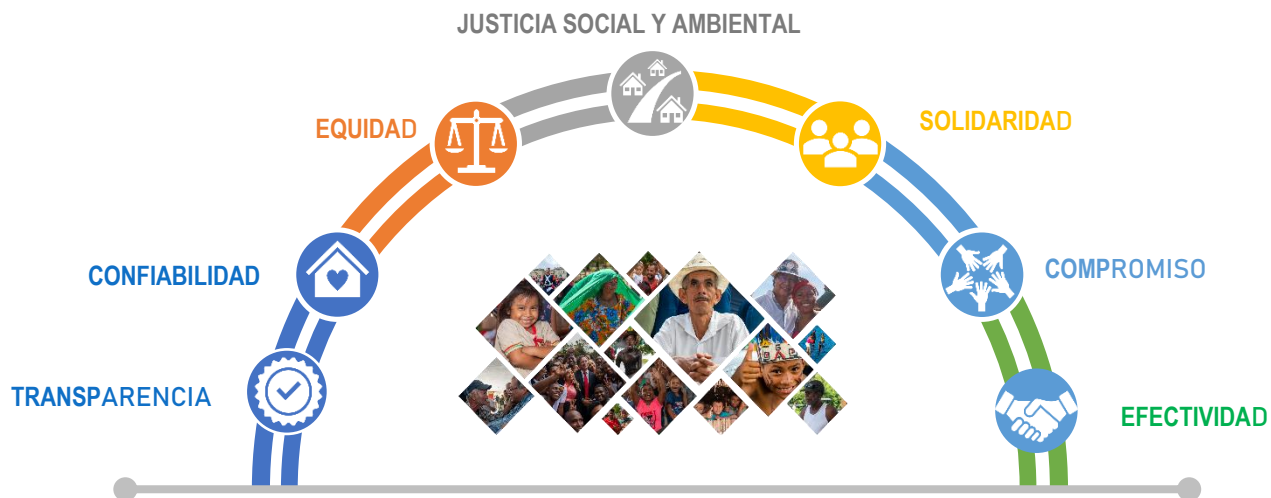 JUSTICIA SOCIAL Y AMBIENTAL
EQUIDAD
SOLIDARIDAD
CONFIABILIDAD
COMPROMISO
TRANSPARENCIA
EFECTIVIDAD